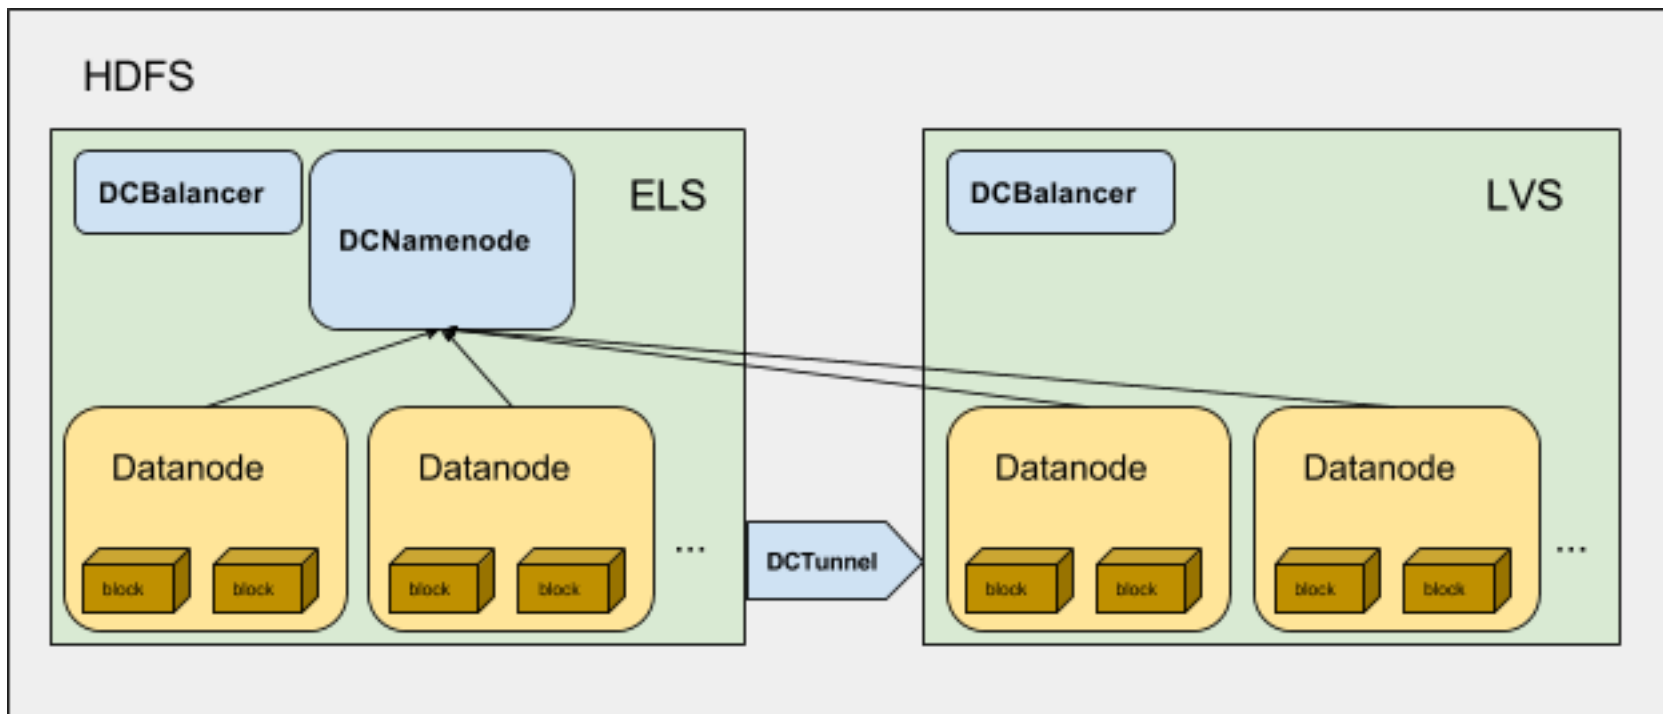 HDFS
DCBalancer
DCNamenode
ELS
Datanode
Datanode
block
block
block
block
...
DCTunnel
DCBalancer
LVS
Datanode
Datanode
block
block
block
block
...